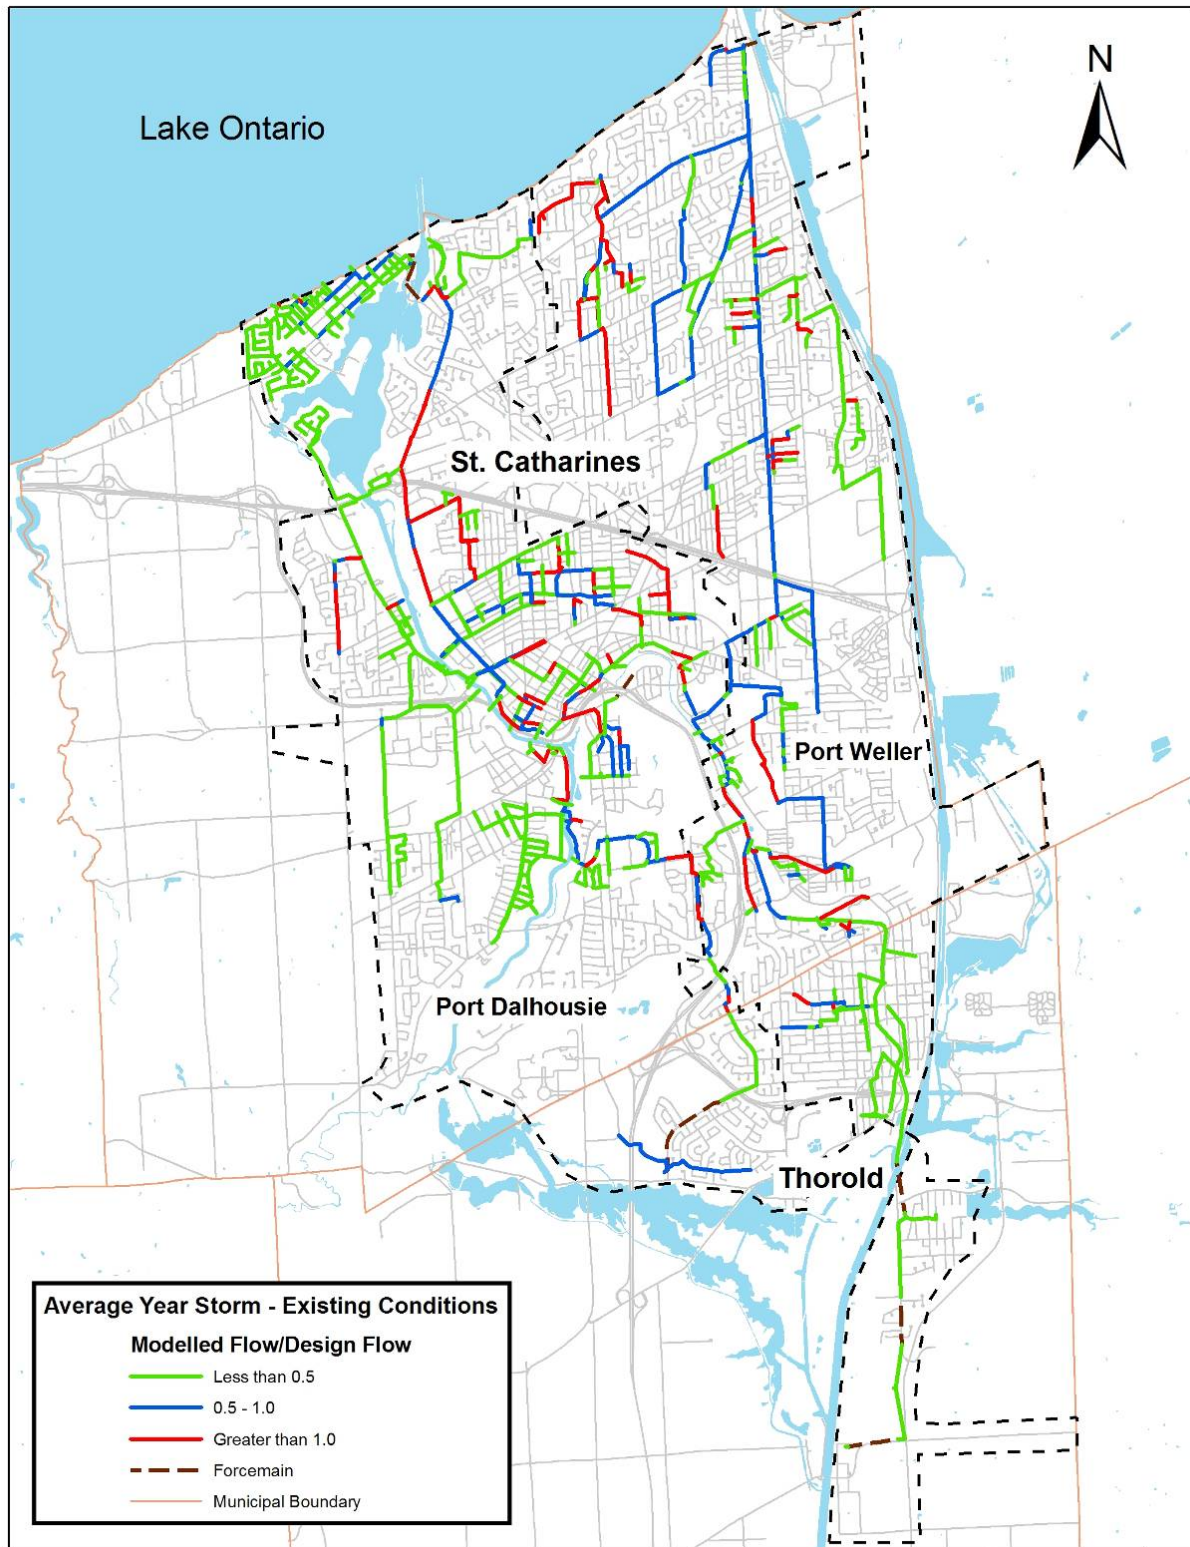 N
Lake Ontario
St. Catharines
Port Weller
Port Dalhousie
Thorold
Average Year Storm - Existing Conditions
Modelled Flow/Design Flow
Less than 0.5
0.5 - 1.0
Greater than 1.0
Forcemain
Municipal Boundary